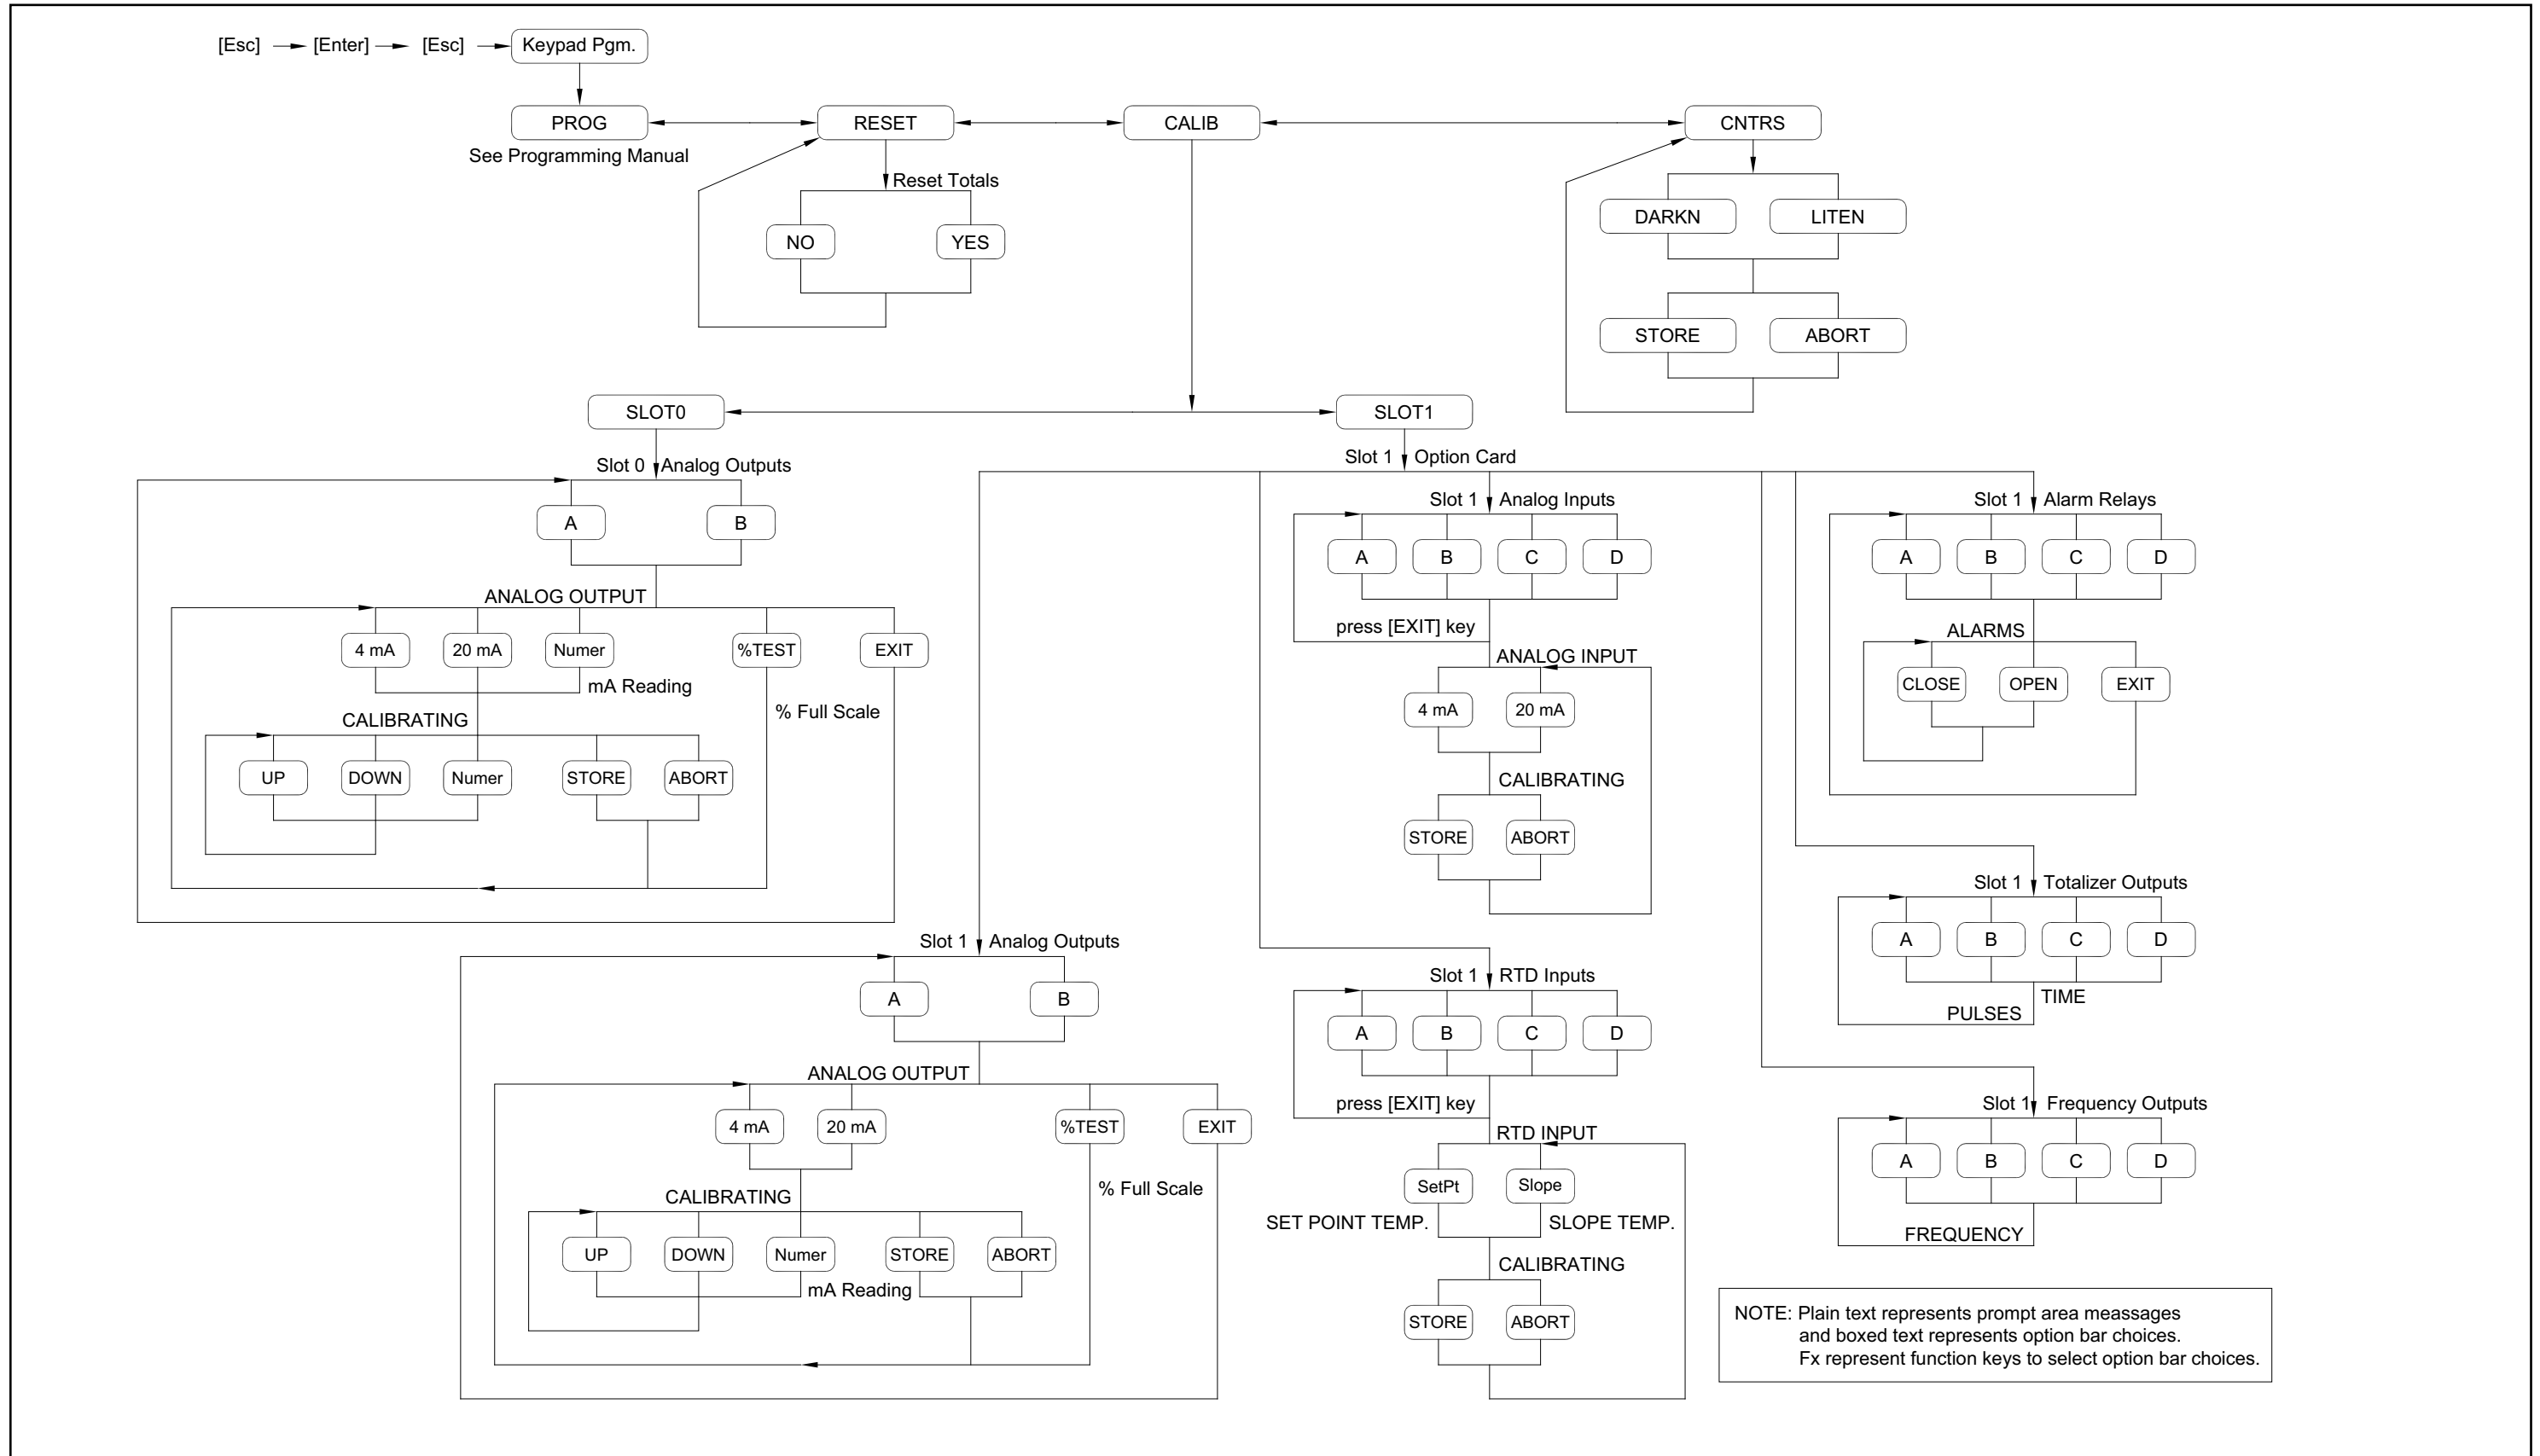 [Esc] [Enter] [Esc] Keypad Pgm.
PROG RESET CALIB CNTRS
See Programming Manual
Reset Totals
NO YES
DARKN LITEN
STORE ABORT
SLOT0 SLOT1
Slot 0 Analog Outputs
A B
ANALOG OUTPUT
4 mA 20 mA Numer %TEST EXIT
mA Reading
% Full Scale
CALIBRATING
UP DOWN Numer STORE ABORT
Slot 1 Option Card
Slot 1 Analog Outputs
A B
ANALOG OUTPUT
4 mA 20 mA %TEST EXIT
% Full Scale
CALIBRATING
UP DOWN Numer STORE ABORT
mA Reading
Slot 1 Analog Inputs
A B C D
press [EXIT] key
ANALOG INPUT
4 mA 20 mA
CALIBRATING
STORE ABORT
Slot 1 RTD Inputs
A B C D
press [EXIT] key
RTD INPUT
SetPt Slope
SET POINT TEMP. SLOPE TEMP.
CALIBRATING
STORE ABORT
Slot 1 Alarm Relays
A B C D
ALARMS
CLOSE OPEN EXIT
Slot 1 Totalizer Outputs
A B C D
TIME
PULSES
Slot 1 Frequency Outputs
A B C D
FREQUENCY
NOTE: Plain text represents prompt area meassages
and boxed text represents option bar choices.
Fx represent function keys to select option bar choices.